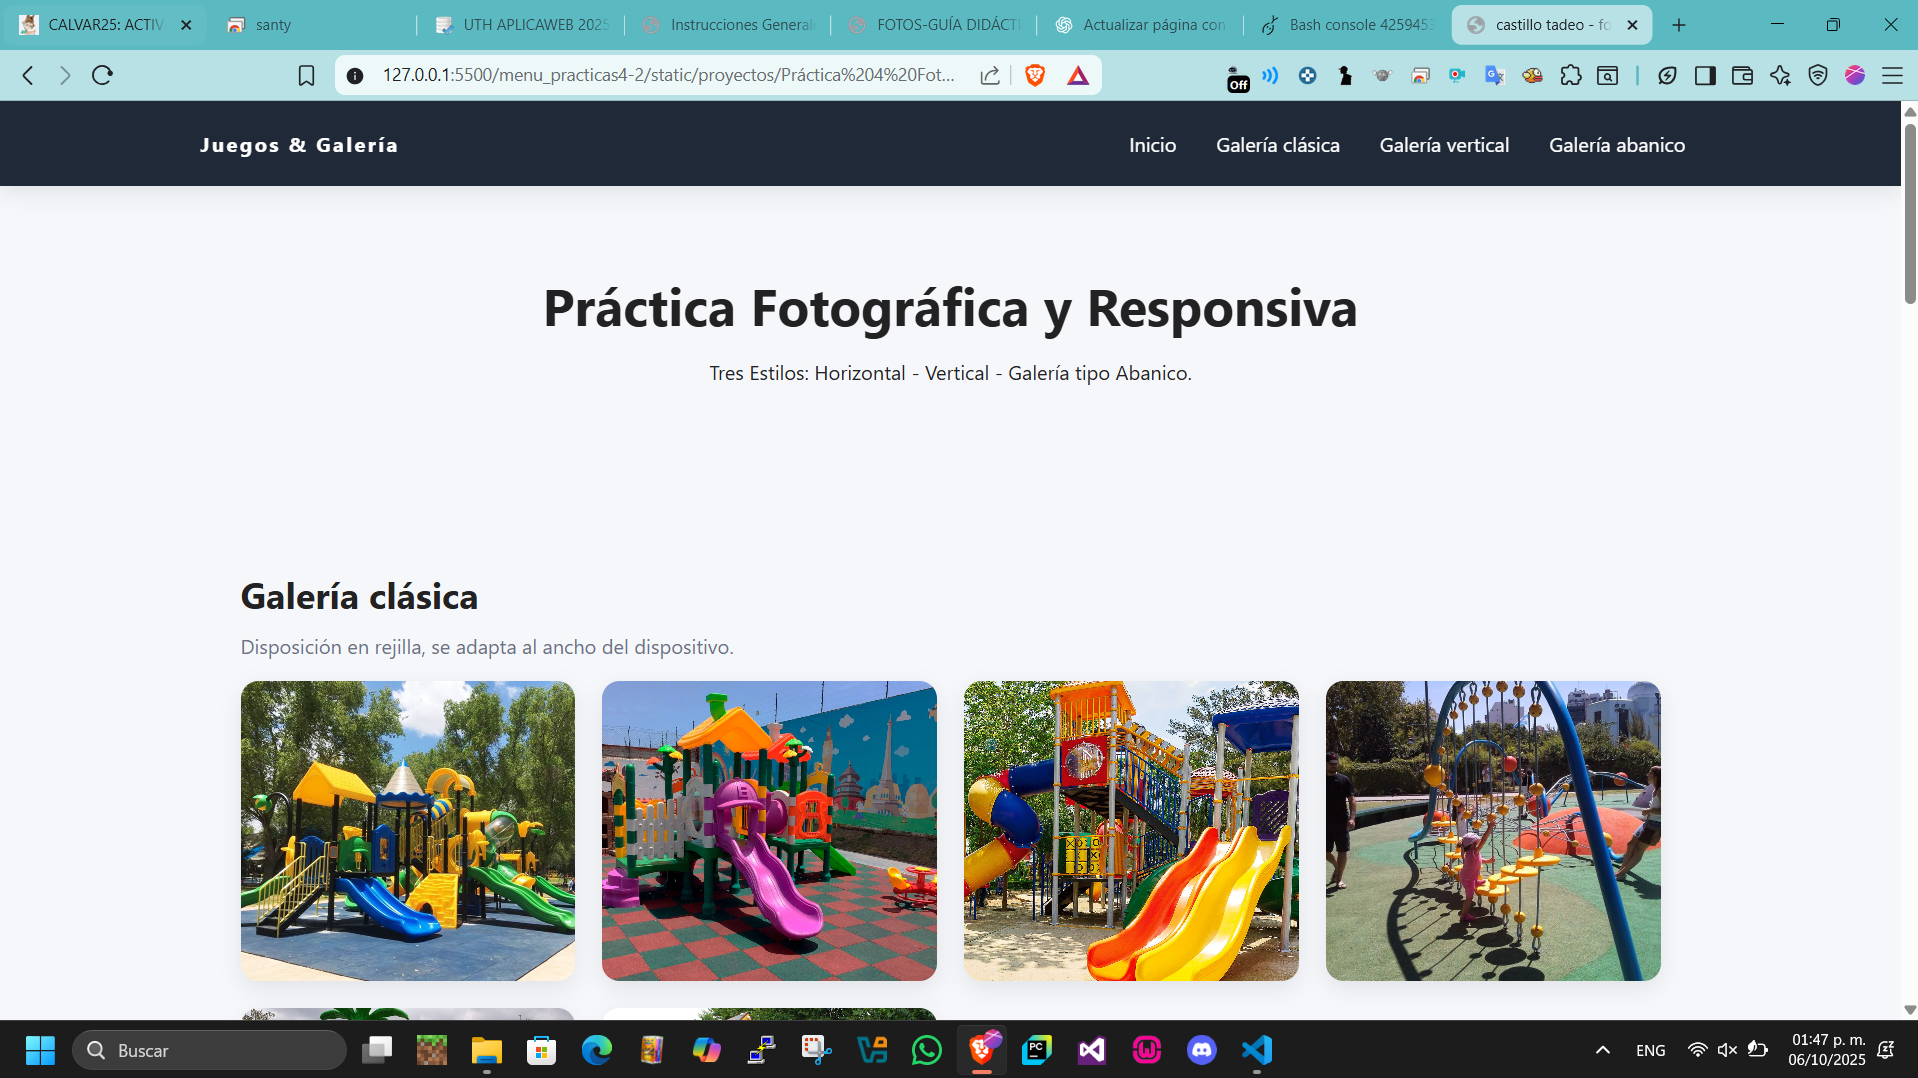 CALVAR25: ACTIV
santy
UTH APLICAWEB 2025
Instrucciones General
FOTOS-GUÍA DIDÁCTI
Actualizar página con
Bash console 4259453
castillo tadeo - fo
127.0.0.1:5500/menu_practicas4-2/static/proyectos/Práctica%204%20Fot...
Off
Juegos & Galería
Inicio
Galería clásica
Galería vertical
Galería abanico
Práctica Fotográfica y Responsiva
Tres Estilos: Horizontal - Vertical - Galería tipo Abanico.
Galería clásica
Disposición en rejilla, se adapta al ancho del dispositivo.
Buscar
PC
ENG
01:47 p. m.
06/10/2025